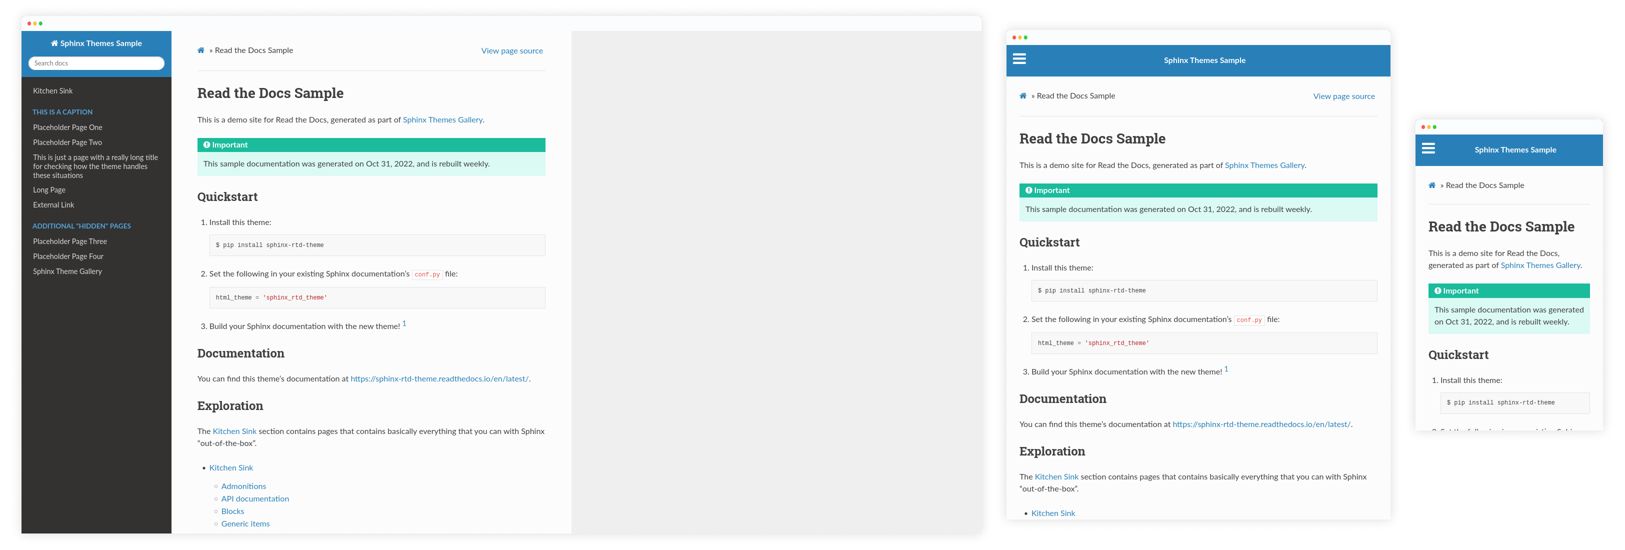 Sphinx Themes Sample
Search docs
Kitchen Sink
THIS IS A CAPTION
Placeholder Page One
Placeholder Page Two
This is just a page with a really long title
for checking how the theme handles
these situations
Long Page
External Link
ADDITIONAL "HIDDEN" PAGES
Placeholder Page Three
Placeholder Page Four
Sphinx Theme Gallery
» Read the Docs Sample
View page source
Read the Docs Sample
This is a demo site for Read the Docs, generated as part of Sphinx Themes Gallery.
Important
This sample documentation was generated on Oct 31, 2022, and is rebuilt weekly.
Quickstart
1. Install this theme:
$ pip install sphinx-rtd-theme
2. Set the following in your existing Sphinx documentation’s conf.py file:
html_theme = 'sphinx_rtd_theme'
3. Build your Sphinx documentation with the new theme! 1
Documentation
You can find this theme’s documentation at https://sphinx-rtd-theme.readthedocs.io/en/latest/.
Exploration
The Kitchen Sink section contains pages that contains basically everything that you can with Sphinx
“out-of-the-box”.
• Kitchen Sink
◦ Admonitions
◦ API documentation
◦ Blocks
◦ Generic items
Sphinx Themes Sample
» Read the Docs Sample
View page source
Read the Docs Sample
This is a demo site for Read the Docs, generated as part of Sphinx Themes Gallery.
Important
This sample documentation was generated on Oct 31, 2022, and is rebuilt weekly.
Quickstart
1. Install this theme:
$ pip install sphinx-rtd-theme
2. Set the following in your existing Sphinx documentation’s conf.py file:
html_theme = 'sphinx_rtd_theme'
3. Build your Sphinx documentation with the new theme! 1
Documentation
You can find this theme’s documentation at https://sphinx-rtd-theme.readthedocs.io/en/latest/.
Exploration
The Kitchen Sink section contains pages that contains basically everything that you can with Sphinx
“out-of-the-box”.
• Kitchen Sink
Sphinx Themes Sample
» Read the Docs Sample
Read the Docs Sample
This is a demo site for Read the Docs,
generated as part of Sphinx Themes Gallery.
Important
This sample documentation was generated
on Oct 31, 2022, and is rebuilt weekly.
Quickstart
1. Install this theme:
$ pip install sphinx-rtd-theme